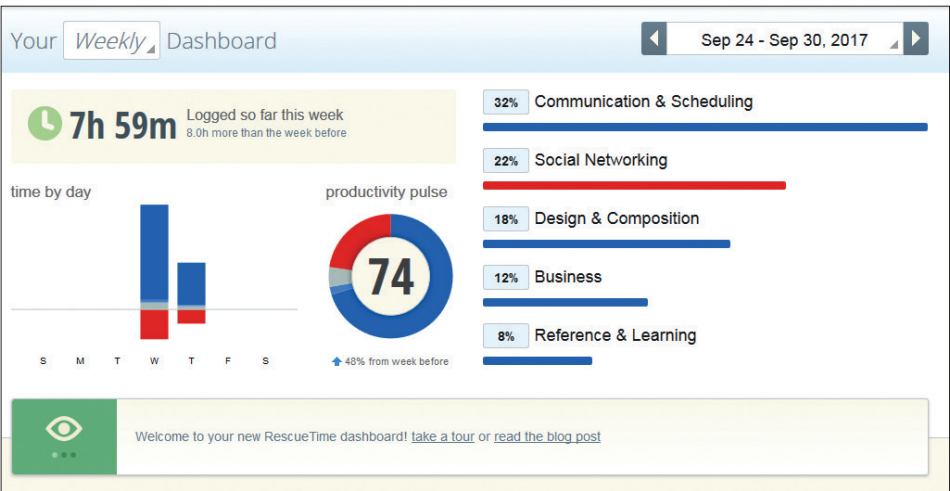 Your Weekly Dashboard
Sep 24 - Sep 30, 2017
7h 59m
Logged so far this week
8.0h more than the week before
time by day
S M T W T F S
productivity pulse
74
48% from week before
32% Communication & Scheduling
22% Social Networking
18% Design & Composition
12% Business
8% Reference & Learning
Welcome to your new RescueTime dashboard! take a tour or read the blog post